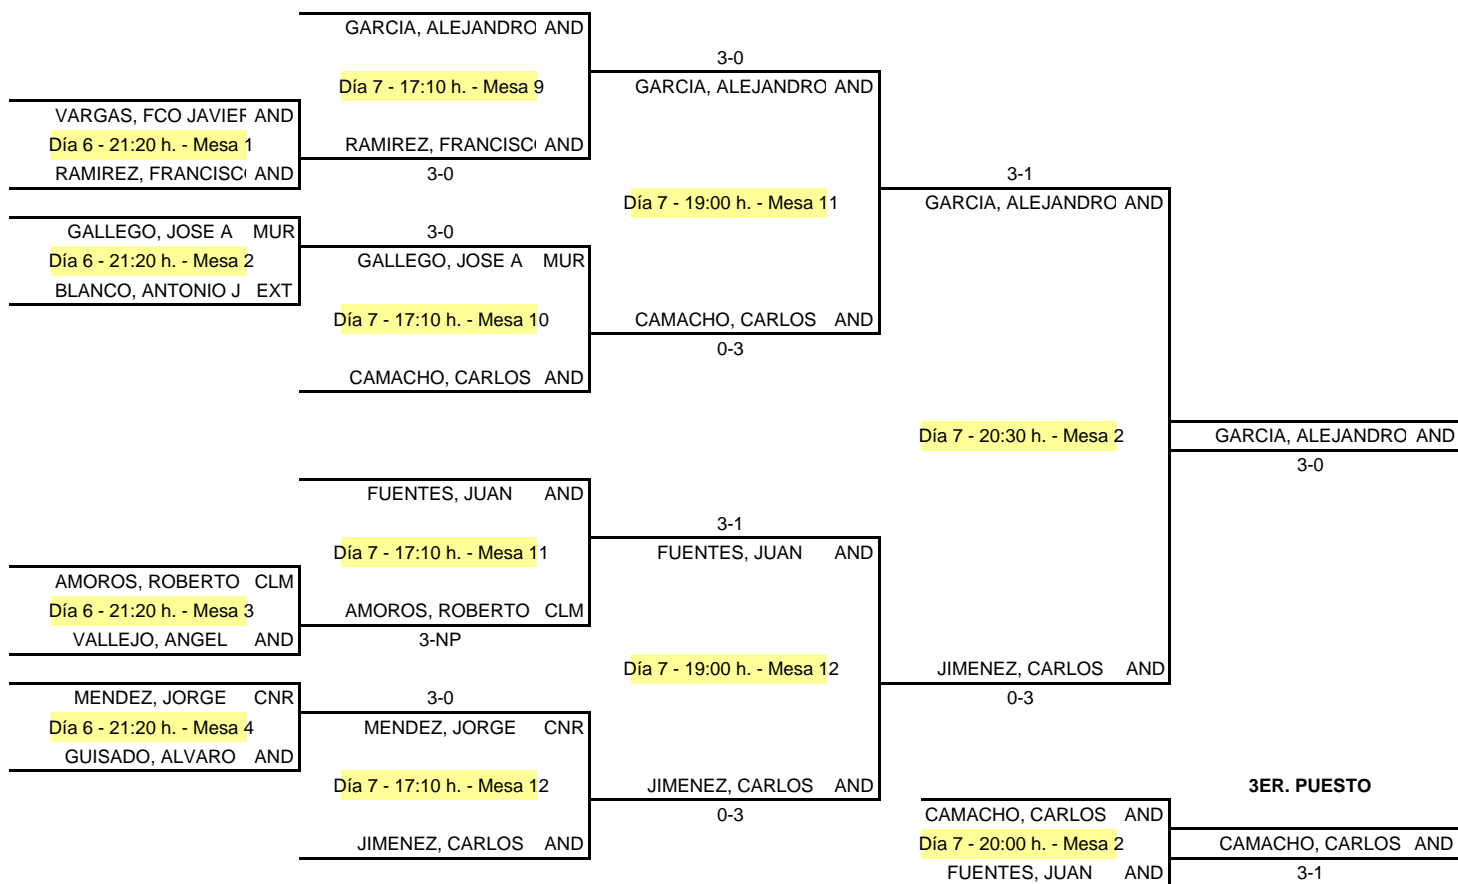 GARCIA, ALEJANDRO AND
3-0
Día 7 - 17:10 h. - Mesa 9
GARCIA, ALEJANDRO AND
VARGAS, FCO JAVIER AND
Día 6 - 21:20 h. - Mesa 1
RAMIREZ, FRANCISC AND
RAMIREZ, FRANCISC AND
3-0
3-1
Día 7 - 19:00 h. - Mesa 11
GARCIA, ALEJANDRO AND
GALLEGO, JOSE A MUR
3-0
Día 6 - 21:20 h. - Mesa 2
GALLEGO, JOSE A MUR
BLANCO, ANTONIO J EXT
Día 7 - 17:10 h. - Mesa 10
CAMACHO, CARLOS AND
0-3
CAMACHO, CARLOS AND
Día 7 - 20:30 h. - Mesa 2
GARCIA, ALEJANDRO AND
3-0
FUENTES, JUAN AND
3-1
Día 7 - 17:10 h. - Mesa 11
FUENTES, JUAN AND
AMOROS, ROBERTO CLM
Día 6 - 21:20 h. - Mesa 3
AMOROS, ROBERTO CLM
VALLEJO, ANGEL AND
3-NP
Día 7 - 19:00 h. - Mesa 12
JIMENEZ, CARLOS AND
0-3
MENDEZ, JORGE CNR
3-0
Día 6 - 21:20 h. - Mesa 4
MENDEZ, JORGE CNR
GUISADO, ALVARO AND
Día 7 - 17:10 h. - Mesa 12
JIMENEZ, CARLOS AND
0-3
JIMENEZ, CARLOS AND
3ER. PUESTO
CAMACHO, CARLOS AND
Día 7 - 20:00 h. - Mesa 2
CAMACHO, CARLOS AND
FUENTES, JUAN AND
3-1